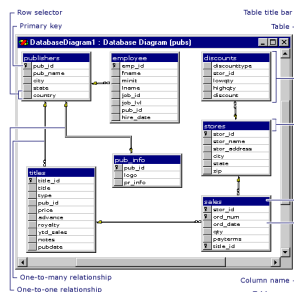 Row selector
Table title bar
Primary key
Table
DatabaseDiagram1 : Database Diagram (pubs)
publishers
pub_id
pub_name
city
state
country
employee
emp_id
fname
minit
lname
job_id
job_lvl
pub_id
hire_date
discounts
discounttype
stor_id
lowqty
highqty
discount
stores
stor_id
stor_name
stor_address
city
state
zip
pub_info
pub_id
logo
pr_info
titles
title_id
title
type
pub_id
price
advance
royalty
ytd_sales
notes
pubdate
sales
stor_id
ord_num
ord_date
qty
payterms
title_id
One-to-many relationship
Column name
One-to-one relationship